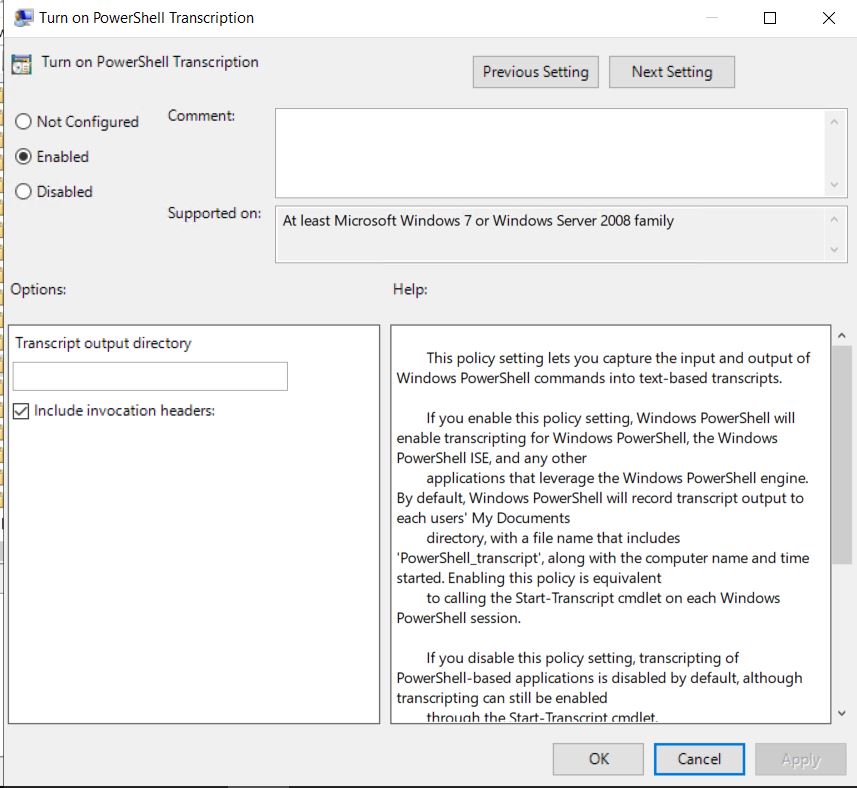 Turn on PowerShell Transcription
Turn on PowerShell Transcription
Previous Setting
Next Setting
Not Configured
Enabled
Disabled
Comment:
Supported on:
At least Microsoft Windows 7 or Windows Server 2008 family
Options:
Help:
Transcript output directory
Include invocation headers:
This policy setting lets you capture the input and output of
Windows PowerShell commands into text-based transcripts.
If you enable this policy setting, Windows PowerShell will
enable transcripting for Windows PowerShell, the Windows
PowerShell ISE, and any other
applications that leverage the Windows PowerShell engine.
By default, Windows PowerShell will record transcript output to
each users' My Documents
directory, with a file name that includes
'PowerShell_transcript', along with the computer name and time
started. Enabling this policy is equivalent
to calling the Start-Transcript cmdlet on each Windows
PowerShell session.
If you disable this policy setting, transcripting of
PowerShell-based applications is disabled by default, although
transcripting can still be enabled
through the Start-Transcript cmdlet.
OK
Cancel
Apply